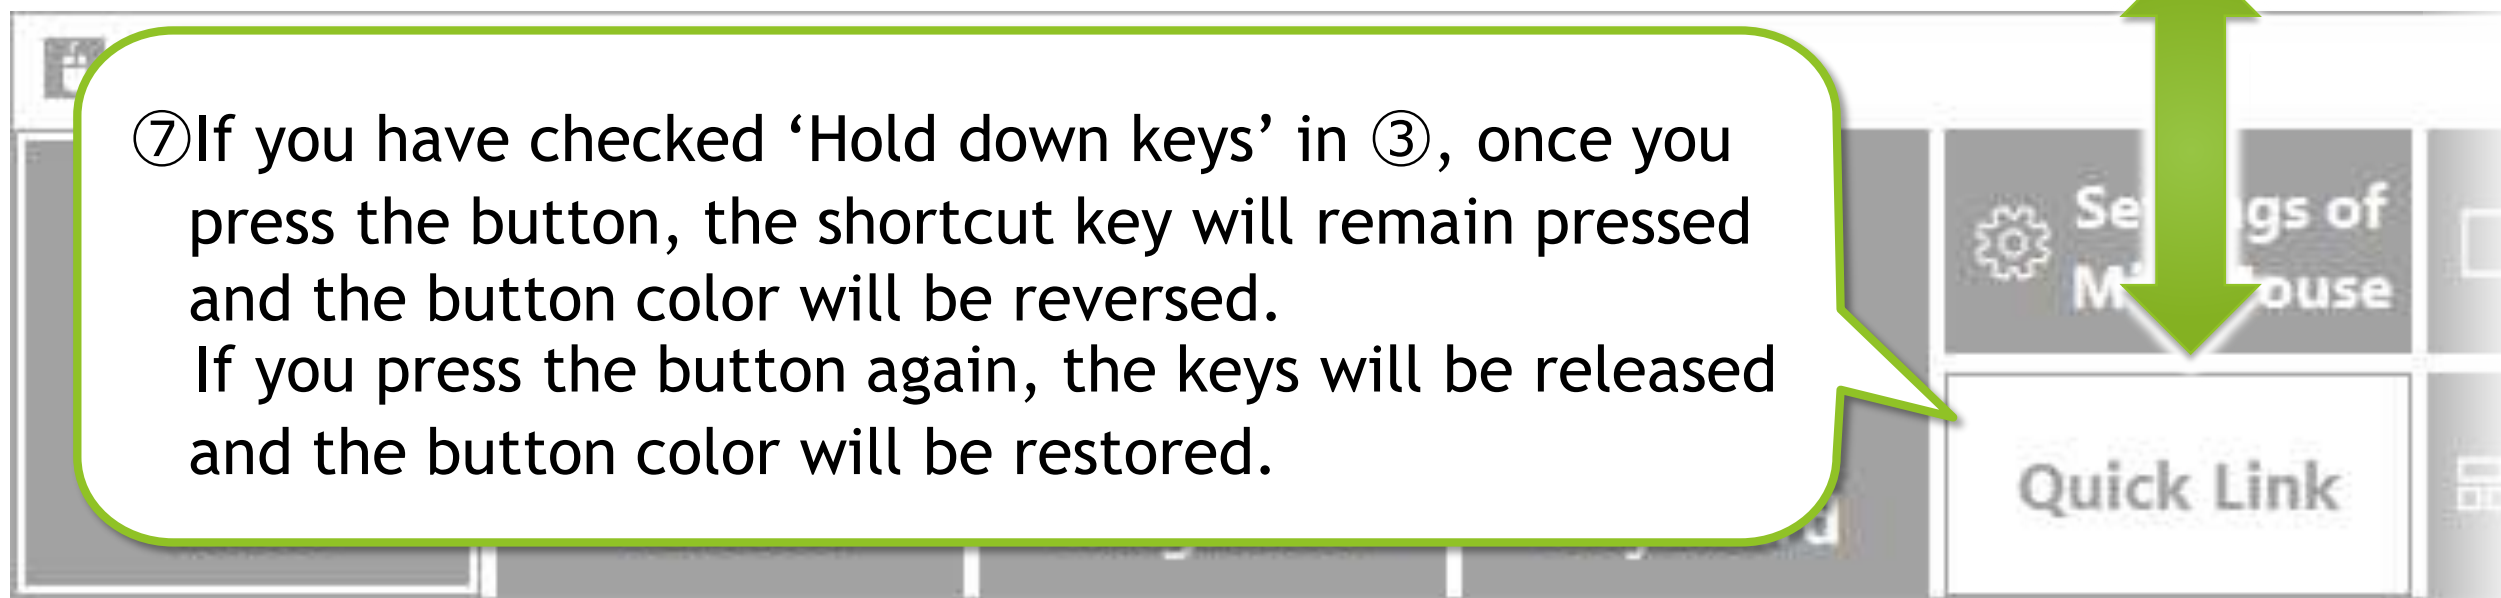 ⑦If you have checked ‘Hold down keys’ in ③, once you
press the button, the shortcut key will remain pressed
and the button color will be reversed.
If you press the button again, the keys will be released
and the button color will be restored.
of
Quick Link